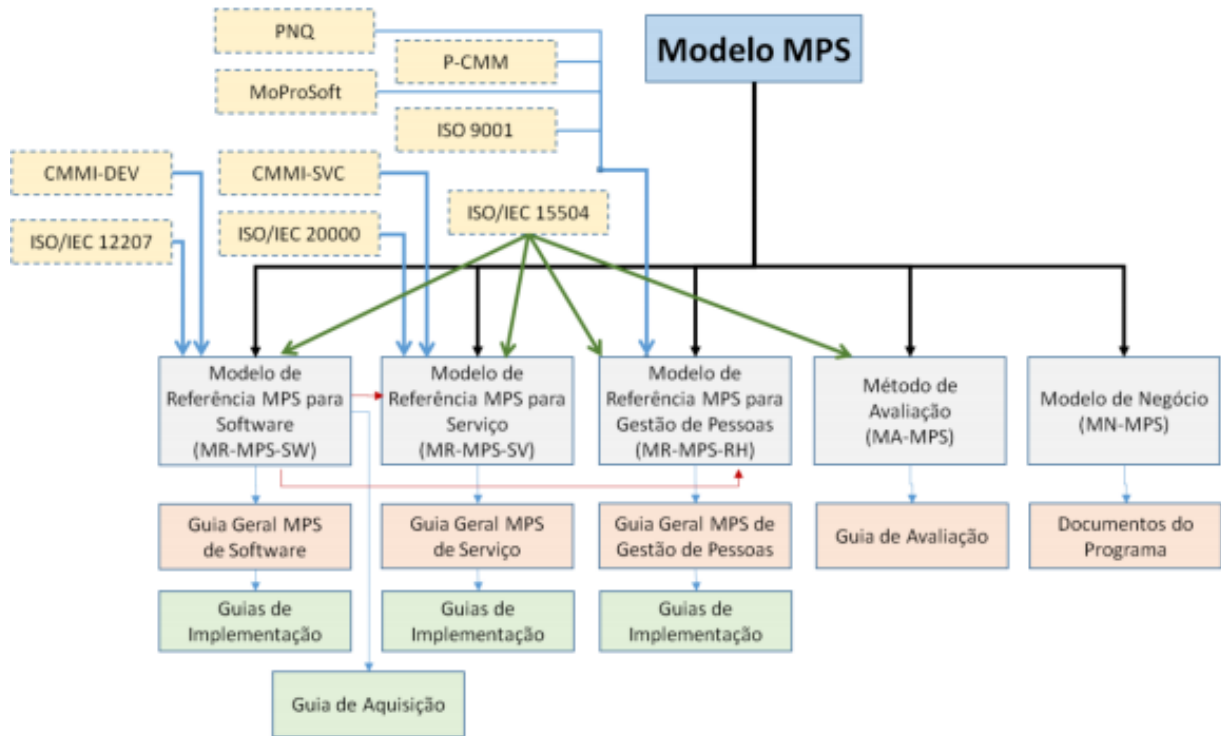 PNQ
Modelo MPS
P-CMM
MoProSoft
ISO 9001
CMMI-DEV
CMMI-SVC
ISO/IEC 15504
ISO/IEC 12207
ISO/IEC 20000
Modelo de
Referência MPS para
Software
(MR-MPS-SW)
Modelo de
Referência MPS para
Serviço
(MR-MPS-SV)
Modelo de
Referência MPS para
Gestão de Pessoas
(MR-MPS-RH)
Método de
Avaliação
(MA-MPS)
Modelo de Negócio
(MN-MPS)
Guia Geral MPS
de Software
Guia Geral MPS
de Serviço
Guia Geral MPS de
Gestão de Pessoas
Guia de Avaliação
Documentos do
Programa
Guias de
Implementação
Guias de
Implementação
Guias de
Implementação
Guia de Aquisição